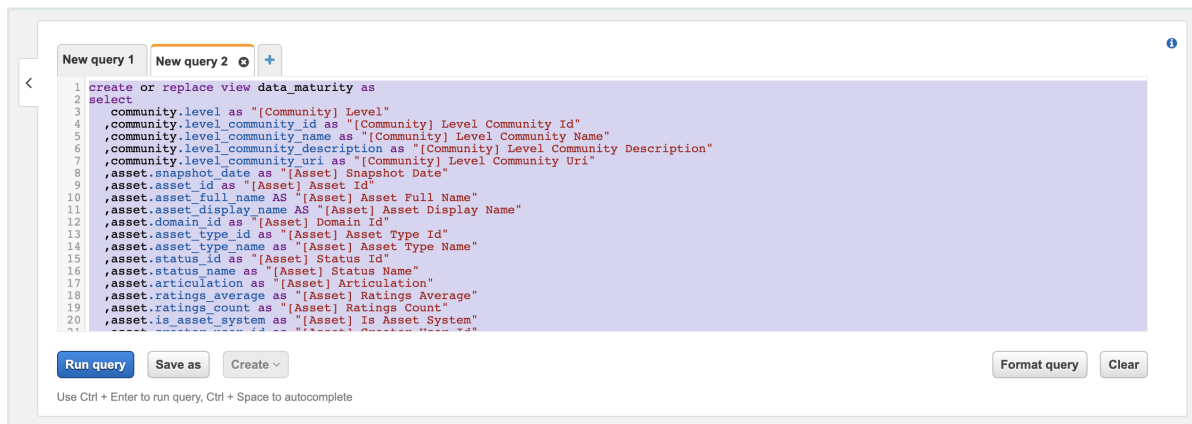 New query 1
New query 2
+
1 create or replace view data_maturity as
2 select
3 community.level as "[Community] Level"
4 ,community.level_community_id as "[Community] Level Community Id"
5 ,community.level_community_name as "[Community] Level Community Name"
6 ,community.level_community_description as "[Community] Level Community Description"
7 ,community.level_community_uri as "[Community] Level Community Uri"
8 ,asset.snapshot_date as "[Asset] Snapshot Date"
9 ,asset.asset_id as "[Asset] Asset Id"
10 ,asset.asset_full_name AS "[Asset] Asset Full Name"
11 ,asset.asset_display_name AS "[Asset] Asset Display Name"
12 ,asset.domain_id as "[Asset] Domain Id"
13 ,asset.asset_type_id as "[Asset] Asset Type Id"
14 ,asset.asset_type_name as "[Asset] Asset Type Name"
15 ,asset.status_id as "[Asset] Status Id"
16 ,asset.status_name as "[Asset] Status Name"
17 ,asset.articulation as "[Asset] Articulation"
18 ,asset.ratings_average as "[Asset] Ratings Average"
19 ,asset.ratings_count as "[Asset] Ratings Count"
20 ,asset.is_asset_system as "[Asset] Is Asset System"
Run query
Save as
Create
Format query
Clear
Use Ctrl + Enter to run query, Ctrl + Space to autocomplete